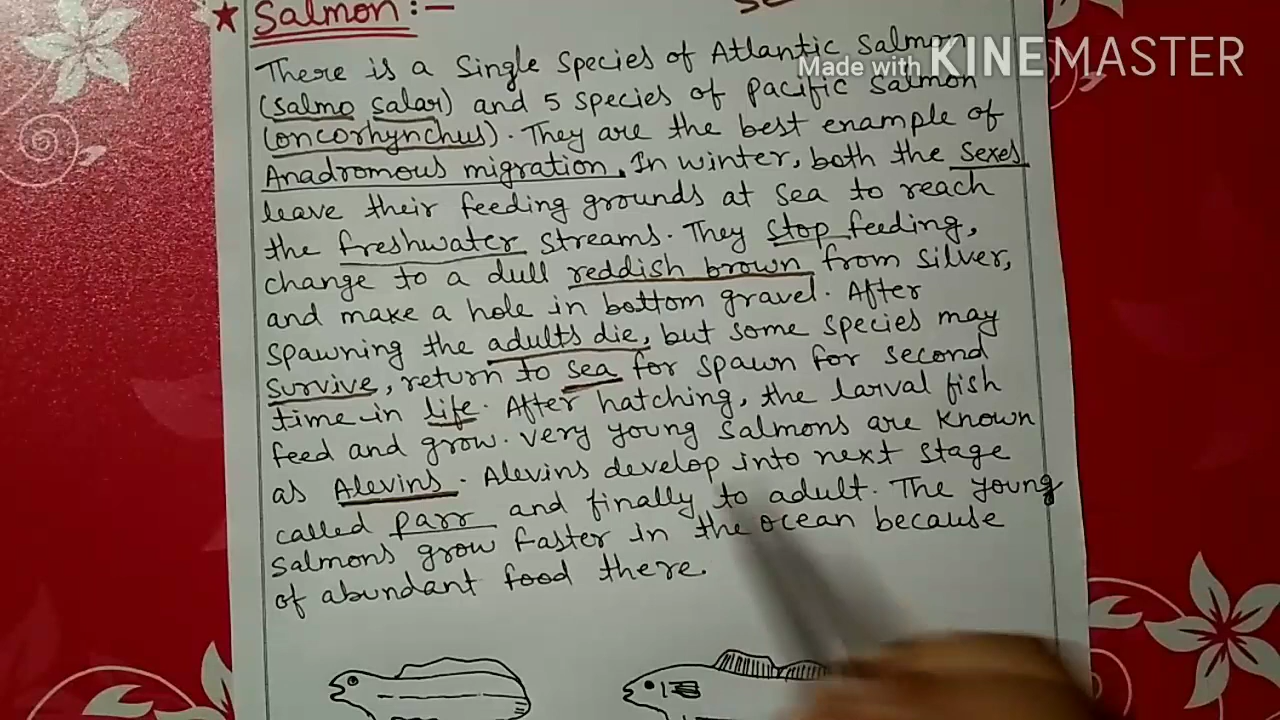 ★ Salmon :-
There is a single species of Atlantic salmon
Made with KINEMASTER
(salmo salar) and 5 species of pacific salmon
(oncorhynchus). They are the best enample of
Anadromous migration. In winter, both the sexes
leave their feeding grounds at sea to reach
the freshwater streams. They stop feeding,
change to a dull reddish brown from silver,
and make a hole in bottom gravel. After
spawning the adults die, but some species may
survive, return to sea for spawn for second
time in life. After hatching, the larval fish
feed and grow. Very young salmons are known
as Alevins. Alevins develop into next stage
called parr and finally to adult. The young
salmons grow faster in the ocean because
of abundant food there.